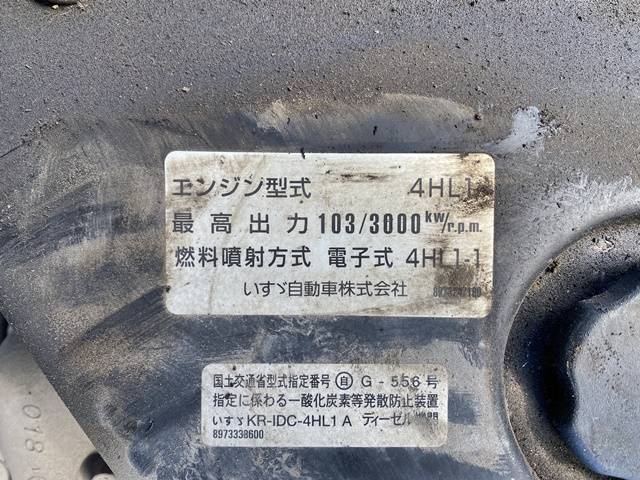 エンジン型式 4HL1
最高出力 103/3000 kw/r.p.m.
燃料噴射方式 電子式 4HL1-1
いすゞ自動車株式会社
国土交通省型式指定番号 自 G-556号
指定に係わる一酸化炭素等発散防止装置
いすゞ KR-IDC-4HL1A ディーゼル
8973338600
018